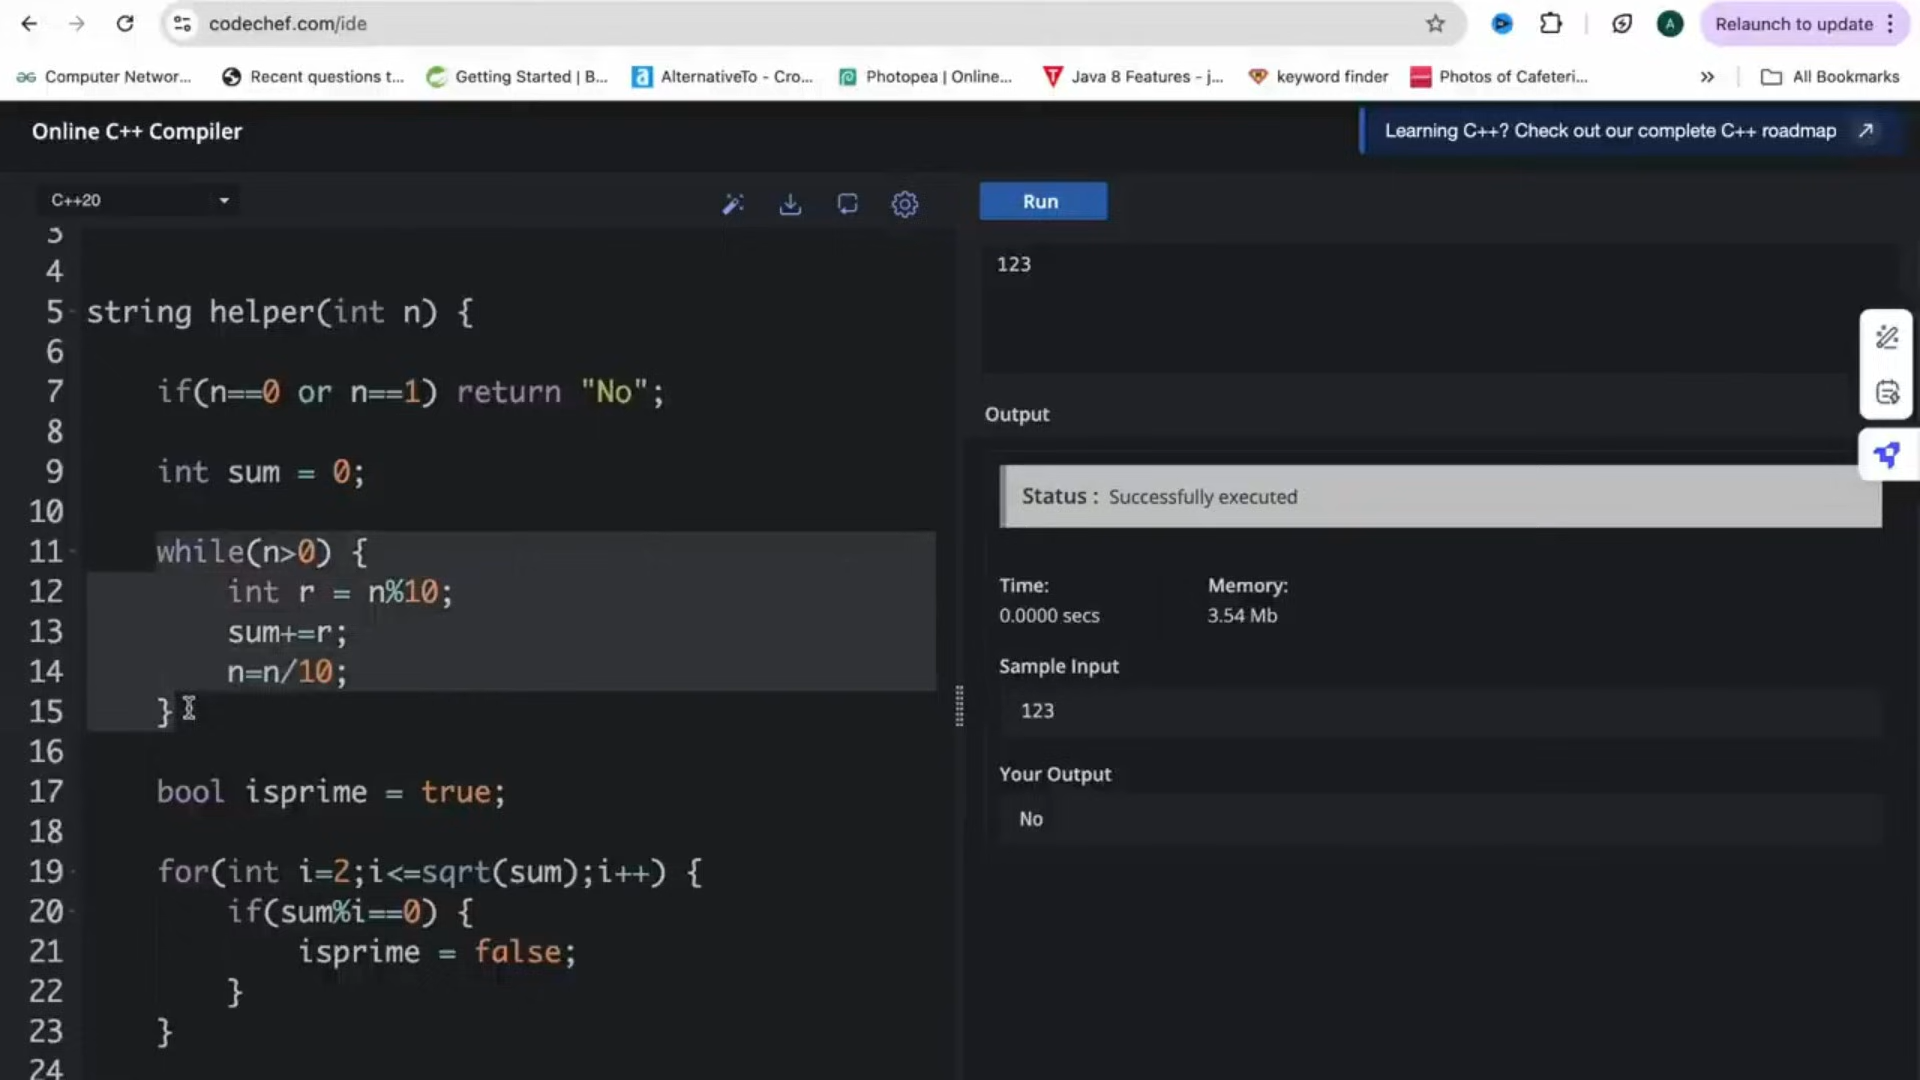 codechef.com/ide
A
Relaunch to update
Computer Networ...
Recent questions t...
Getting Started | B...
AlternativeTo - Cro...
Photopea | Online...
Java 8 Features - j...
keyword finder
Photos of Cafeteri...
All Bookmarks
Online C++ Compiler
Learning C++? Check out our complete C++ roadmap
C++20
3
4
5 string helper(int n) {
6
7 if(n==0 or n==1) return "No";
8
9 int sum = 0;
10
11 while(n>0) {
12 int r = n%10;
13 sum+=r;
14 n=n/10;
15 }
16
17 bool isprime = true;
18
19 for(int i=2;i<=sqrt(sum);i++) {
20 if(sum%i==0) {
21 isprime = false;
22 }
23 }
24
Run
123
Output
Status : Successfully executed
Time: Memory:
0.0000 secs 3.54 Mb
Sample Input
123
Your Output
No